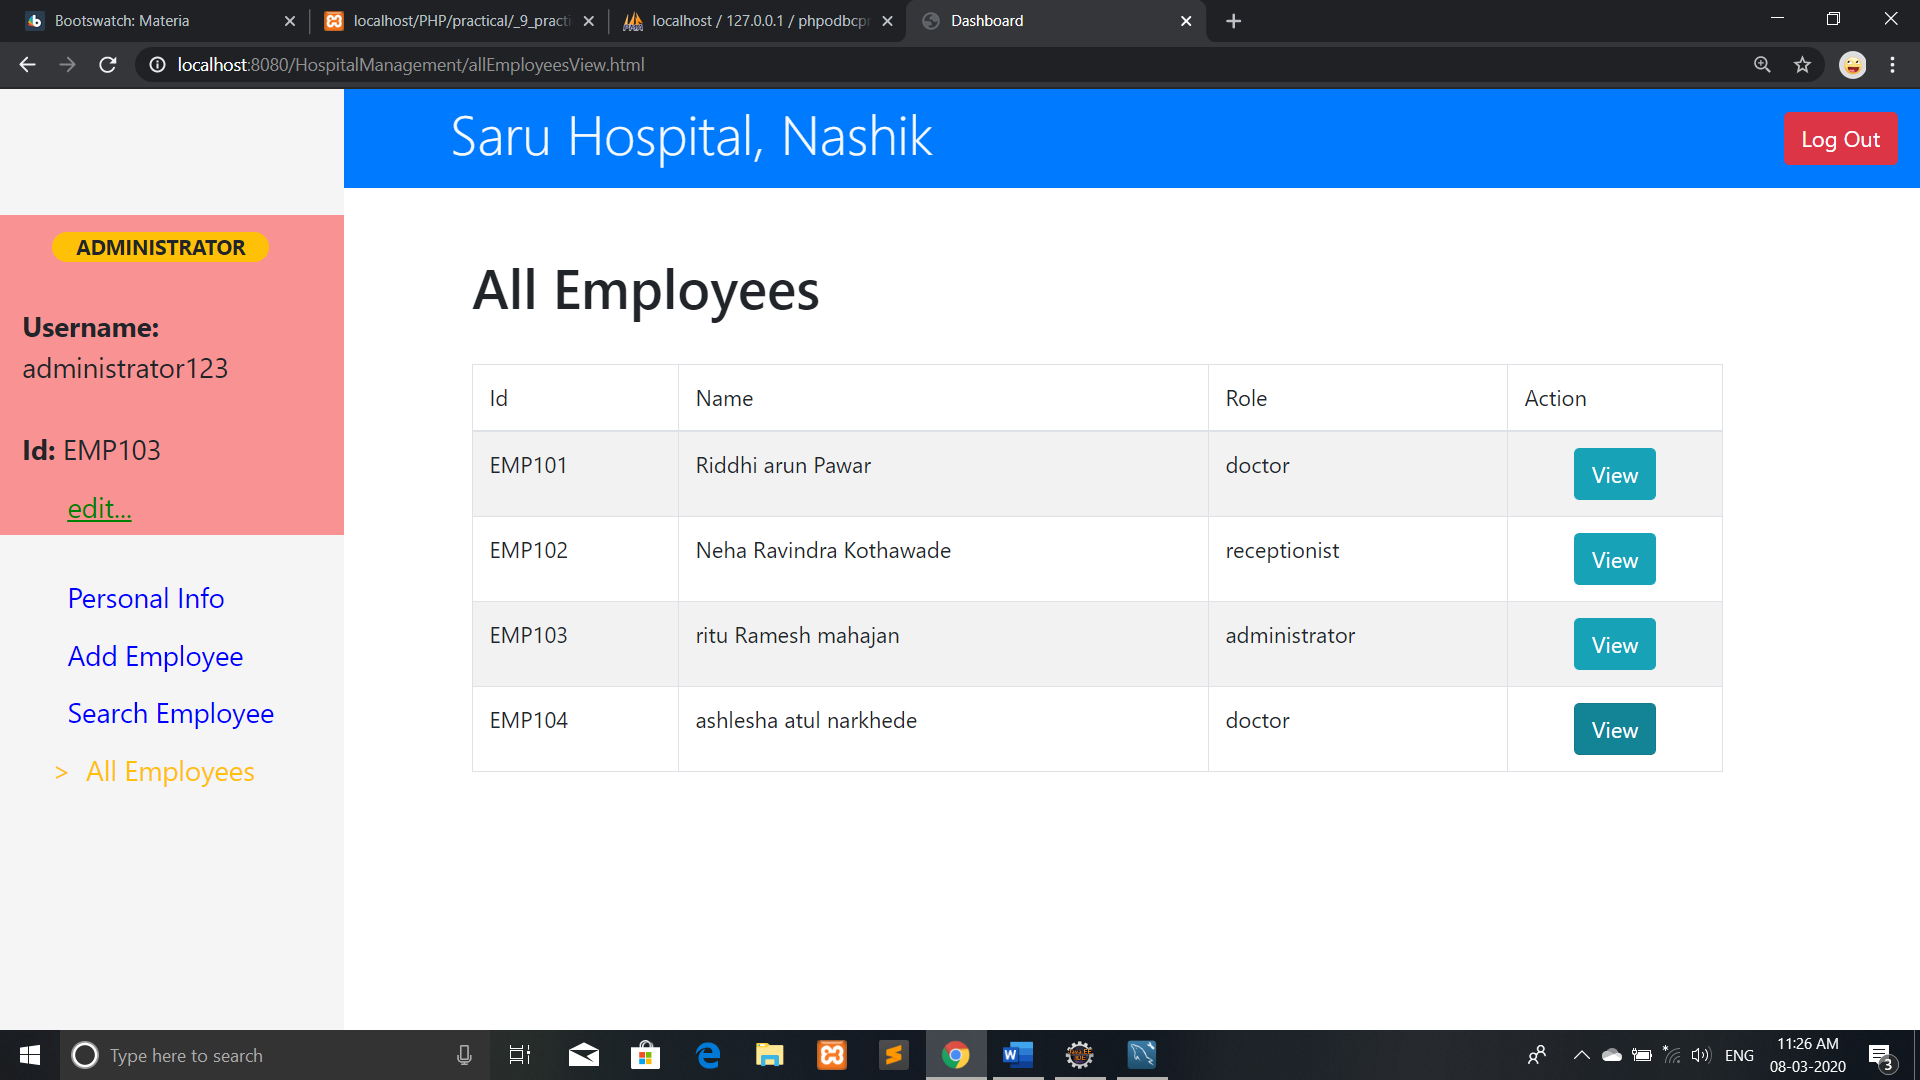 Bootswatch: Materia
localhost/PHP/practical/_9_practi
localhost / 127.0.0.1 / phpodbcpr
Dashboard
localhost:8080/HospitalManagement/allEmployeesView.html
Saru Hospital, Nashik
Log Out
ADMINISTRATOR
Username:
administrator123
Id: EMP103
edit...
Personal Info
Add Employee
Search Employee
> All Employees
All Employees
Id Name Role Action
EMP101 Riddhi arun Pawar doctor View
EMP102 Neha Ravindra Kothawade receptionist View
EMP103 ritu Ramesh mahajan administrator View
EMP104 ashlesha atul narkhede doctor View
Type here to search
ENG
11:26 AM
08-03-2020
3